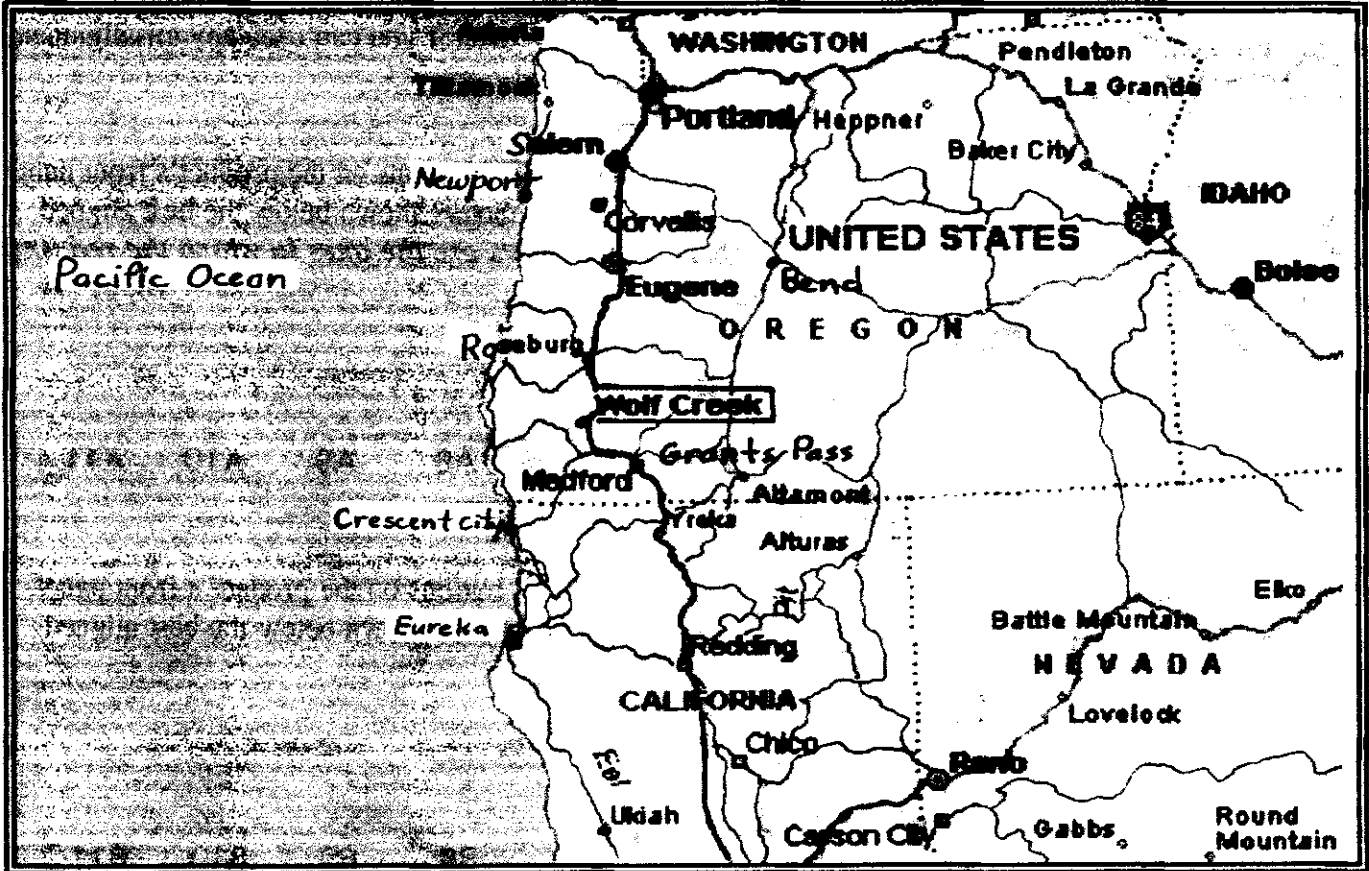 WASHINGTON
Pendleton
La Grande
Portland
Heppner
Salem
Baker City
Newport
IDAHO
Corvallis
UNITED STATES
Pacific Ocean
Eugene
Bend
Boise
OREGON
Roseburg
Wolf Creek
Grants Pass
Medford
Altamont
Crescent city
Yreka
Alturas
Pit
Elko
Eureka
Battle Mountain
Redding
NEVADA
CALIFORNIA
Lovelock
Chico
Eel
Reno
Ukiah
Carson City
Gabbs
Round
Mountain